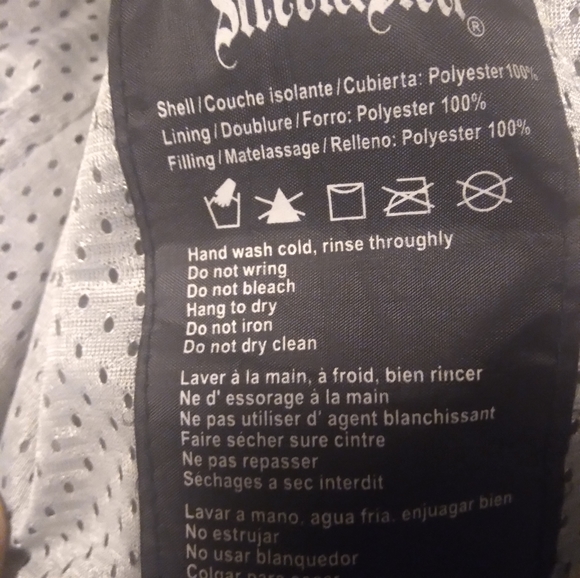 ®
Shell/Couche isolante/Cubierta: Polyester 100%
Lining/Doublure/Forro: Polyester 100%
Filling/Matelassage/Relleno: Polyester 100%
Hand wash cold, rinse throughly
Do not wring
Do not bleach
Hang to dry
Do not iron
Do not dry clean
Laver à la main, à froid, bien rincer
Ne d' essorage à la main
Ne pas utiliser d' agent blanchissant
Faire sécher sure cintre
Ne pas repasser
Séchages a sec interdit
Lavar a mano. agua fria. enjuagar bien
No estrujar
No usar blanquedor
Colgar para